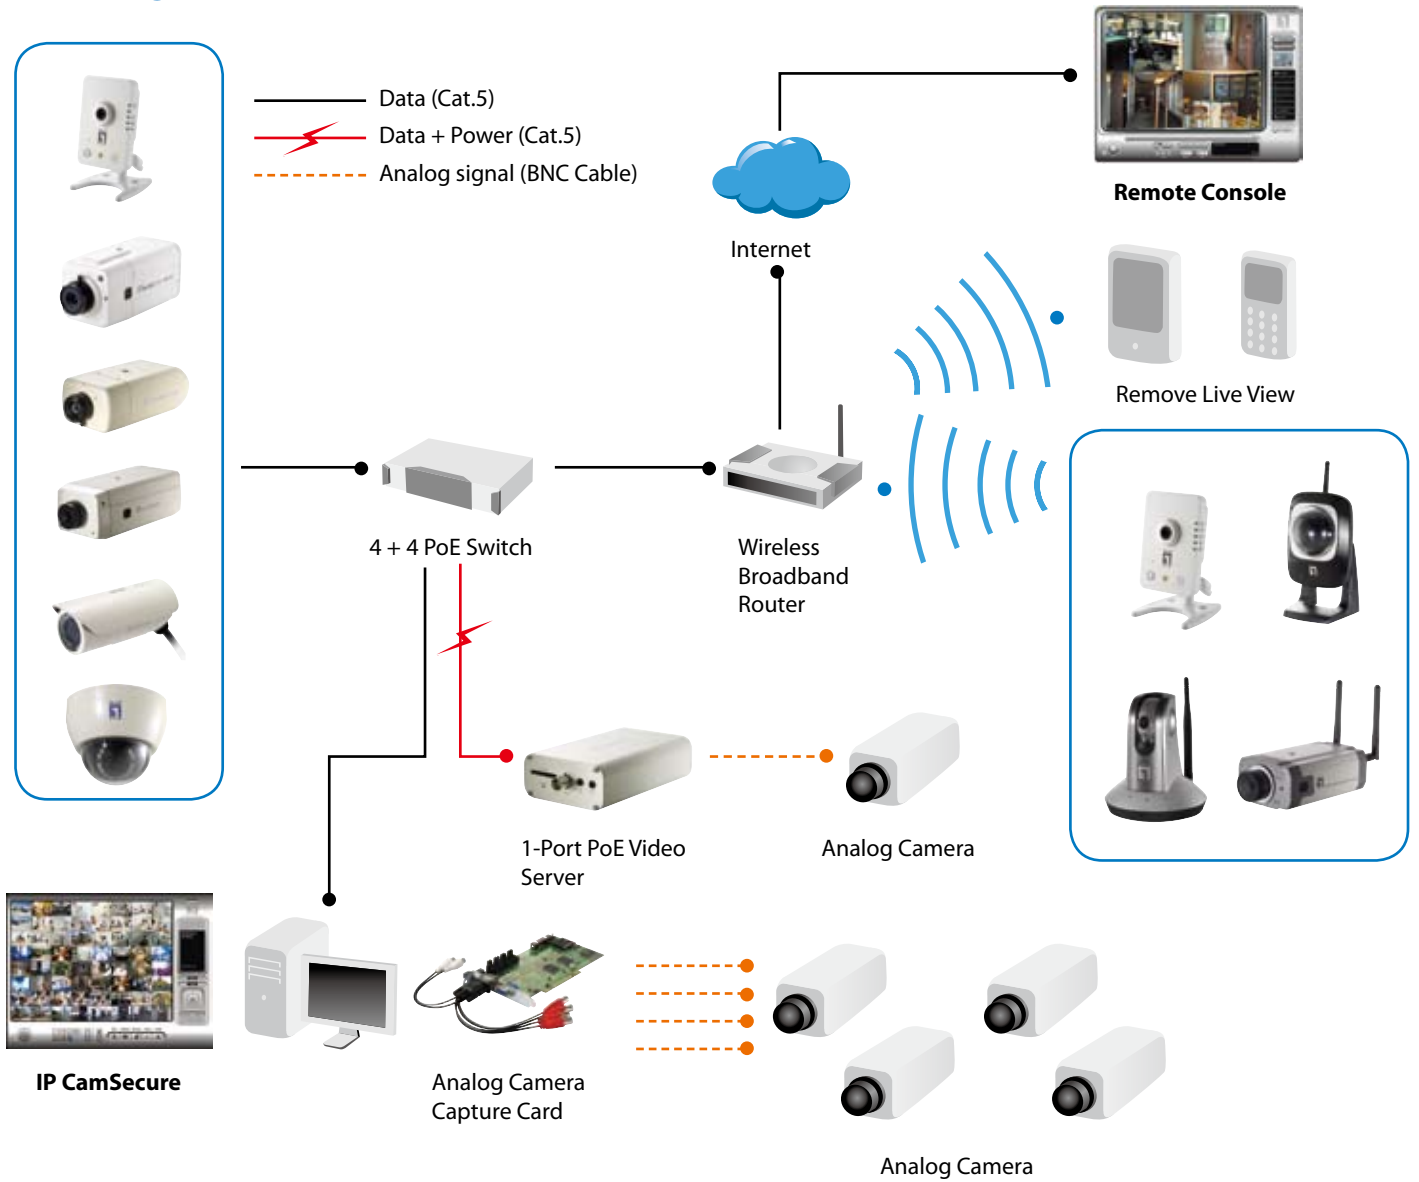 Data (Cat.5)
Data + Power (Cat.5)
Analog signal (BNC Cable)
Remote Console
Internet
Remove Live View
4 + 4 PoE Switch
Wireless
Broadband
Router
1-Port PoE Video
Server
Analog Camera
IP CamSecure
Analog Camera
Capture Card
Analog Camera